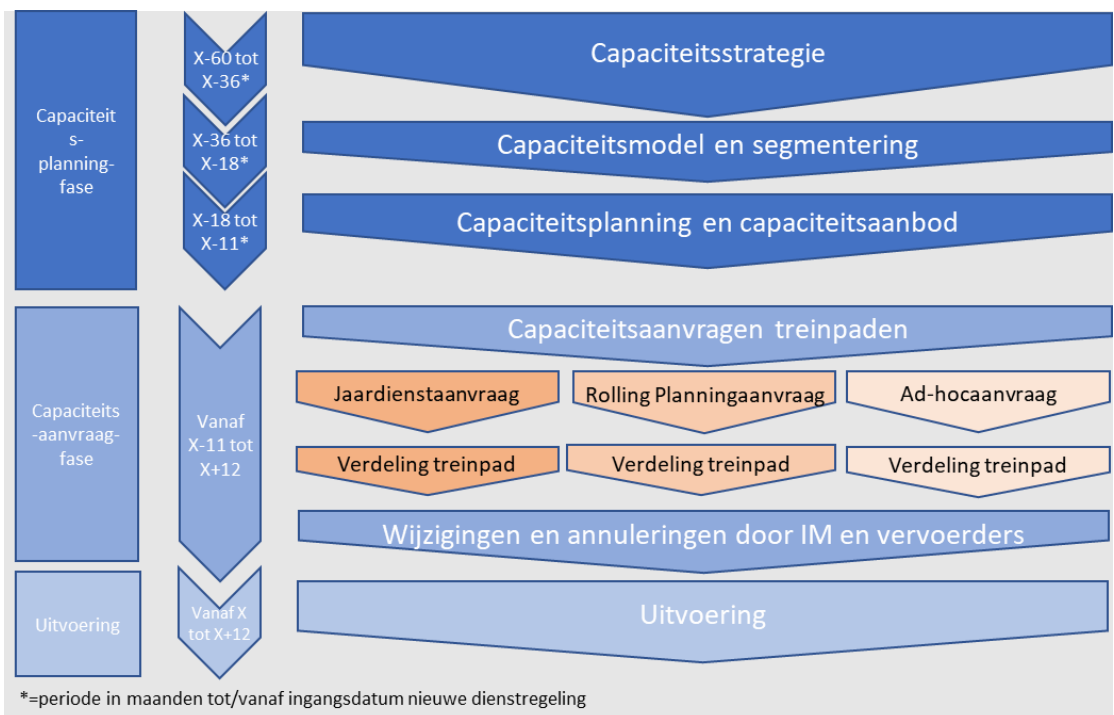 Capaciteit
s-
planning-
fase
X-60 tot
X-36*
Capaciteitsstrategie
X-36 tot
X-18*
Capaciteitsmodel en segmentering
X-18 tot
X-11*
Capaciteitsplanning en capaciteitsaanbod
Capaciteits
-aanvraag-
fase
Vanaf
X-11 tot
X+12
Capaciteitsaanvragen treinpaden
Jaardienstaanvraag
Rolling Planningaanvraag
Ad-hocaanvraag
Verdeling treinpad
Verdeling treinpad
Verdeling treinpad
Wijzigingen en annuleringen door IM en vervoerders
Uitvoering
Vanaf X
tot X+12
Uitvoering
*=periode in maanden tot/vanaf ingangsdatum nieuwe dienstregeling